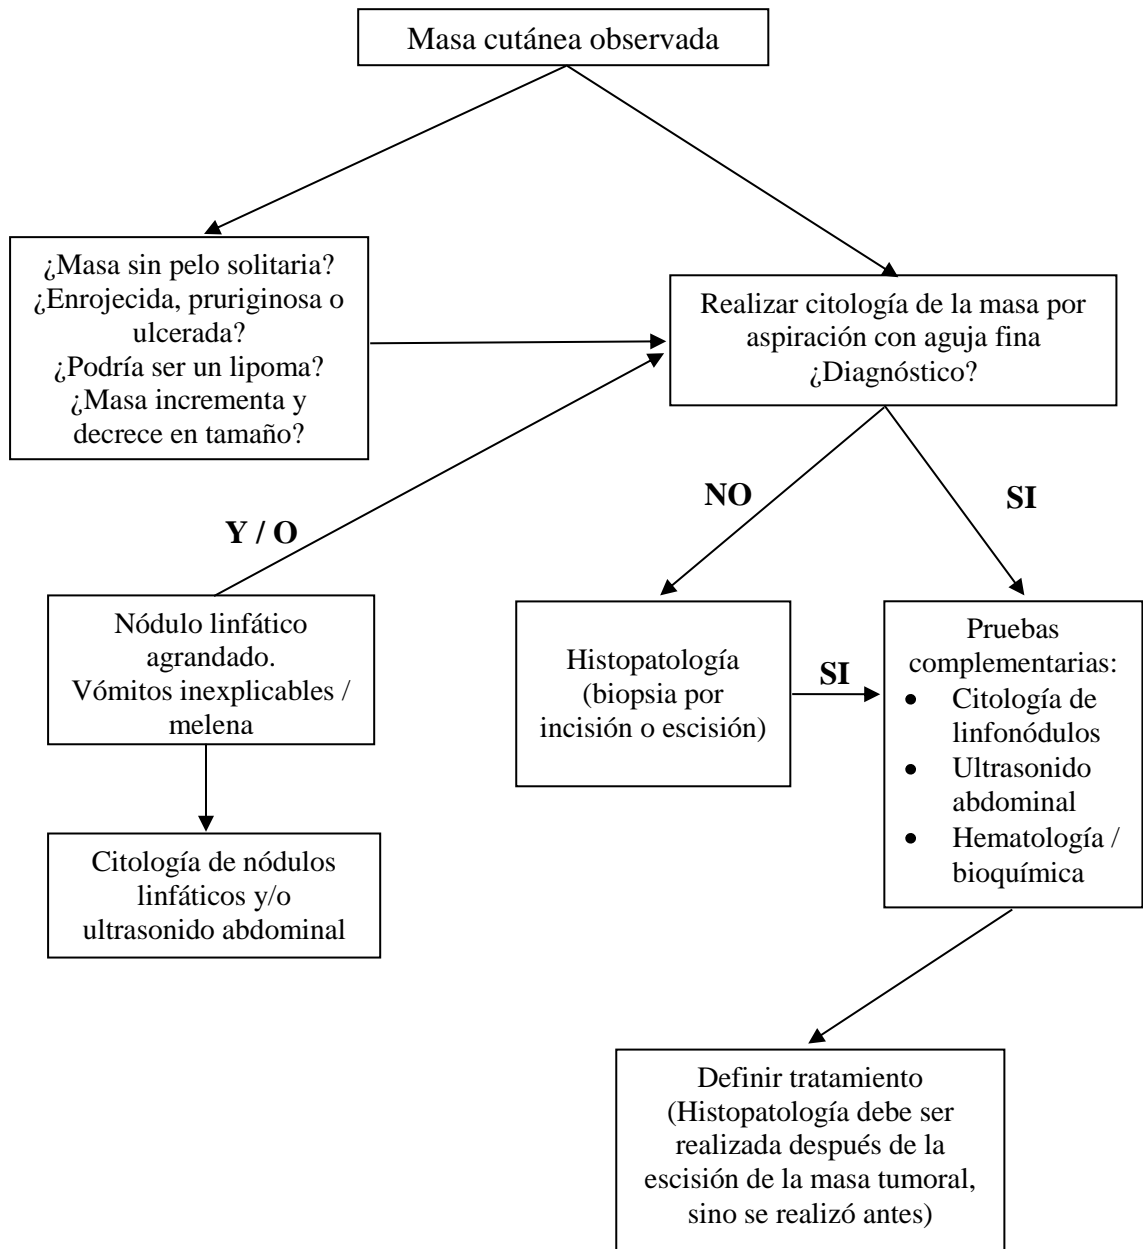 Masa cutánea observada
¿Masa sin pelo solitaria?
¿Enrojecida, pruriginosa o
ulcerada?
¿Podría ser un lipoma?
¿Masa incrementa y
decrece en tamaño?
Realizar citología de la masa por
aspiración con aguja fina
¿Diagnóstico?
NO
SI
Y / O
Nódulo linfático
agrandado.
Vómitos inexplicables /
melena
Histopatología
(biopsia por
incisión o escisión)
SI
Pruebas
complementarias:
• Citología de
linfonódulos
• Ultrasonido
abdominal
• Hematología /
bioquímica
Citología de nódulos
linfáticos y/o
ultrasonido abdominal
Definir tratamiento
(Histopatología debe ser
realizada después de la
escisión de la masa tumoral,
sino se realizó antes)